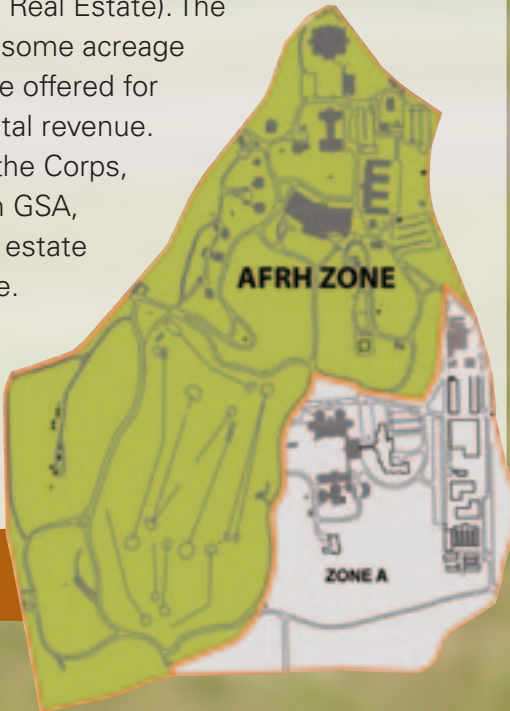 Real Estate). The
some acreage
e offered for
tal revenue.
the Corps,
n GSA,
estate
e.
AFRH ZONE
ZONE A